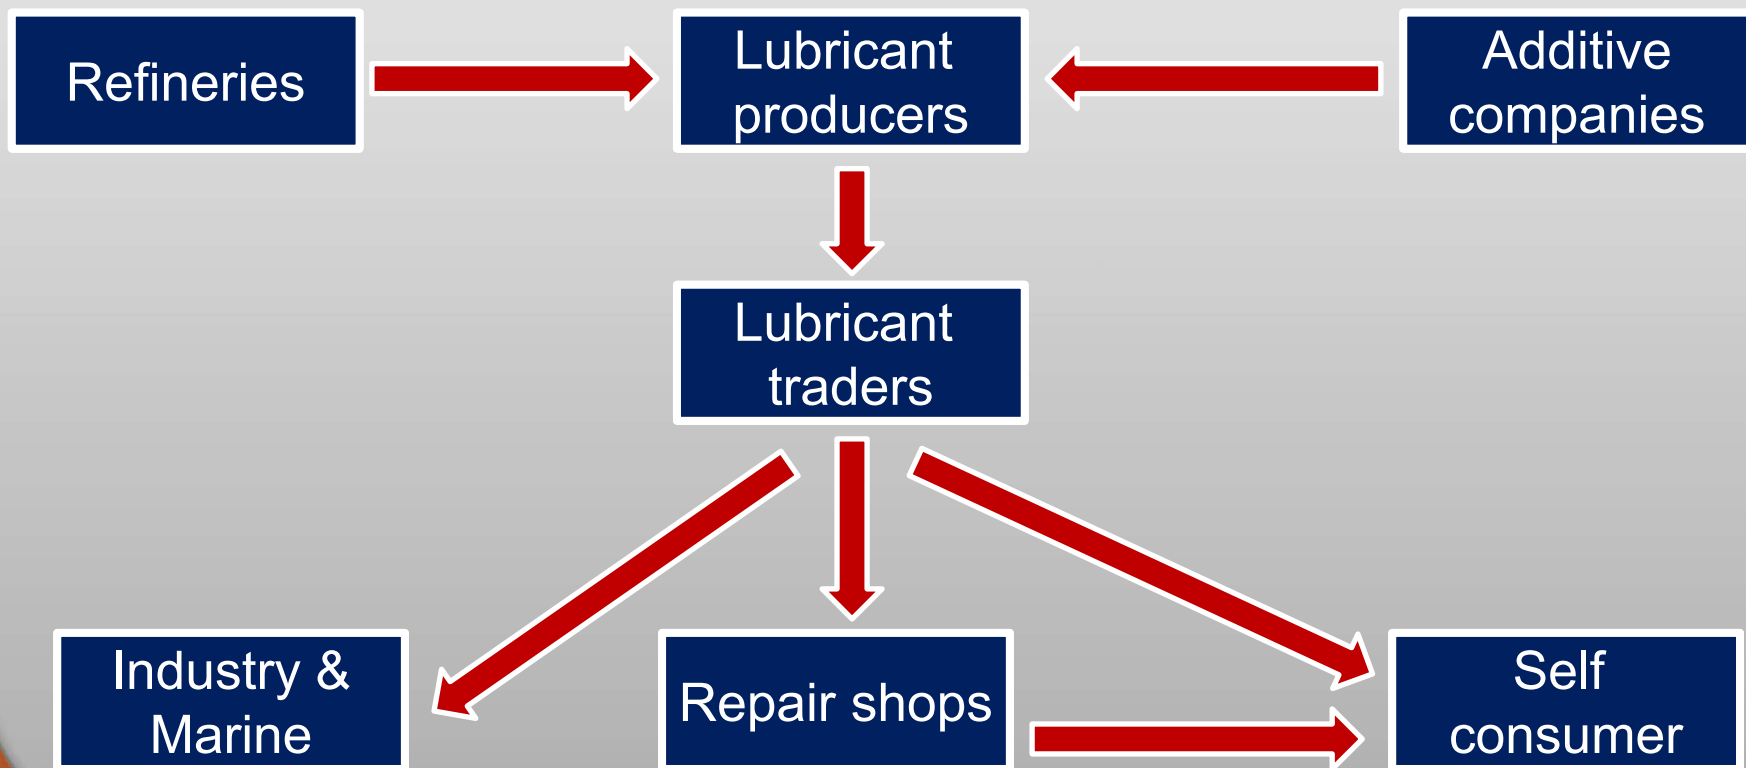 Refineries
Lubricant
producers
Additive
companies
Lubricant
traders
Industry &
Marine
Repair shops
Self
consumer